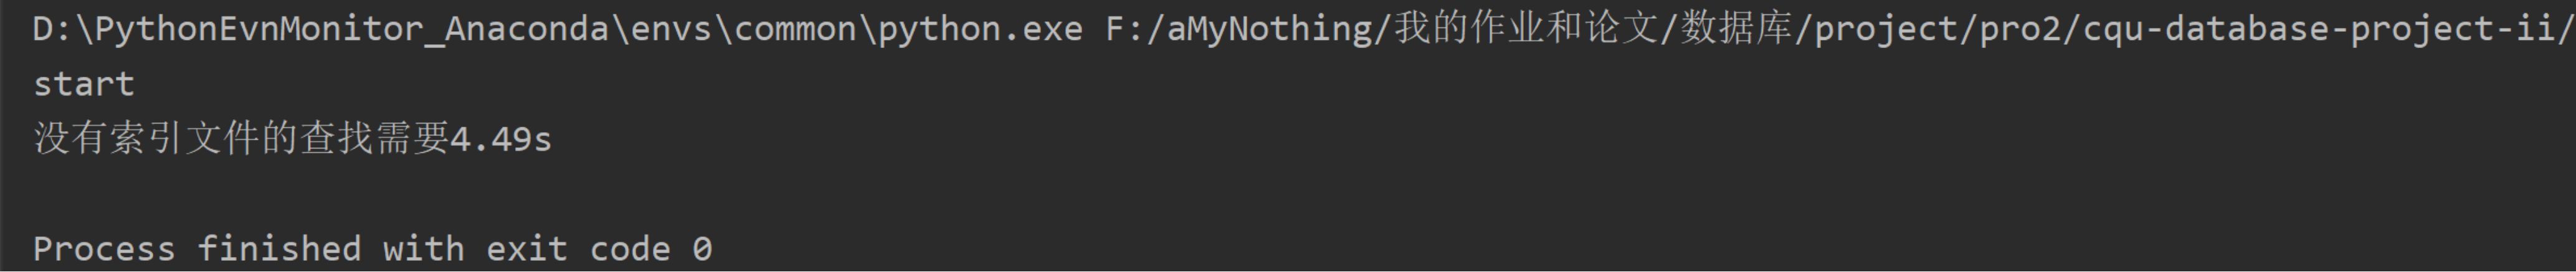 D:\PythonEvnMonitor_Anaconda\envs\common\python.exe F:/aMyNothing/我的作业和论文/数据库/project/pro2/cqu-database-project-ii/
start
没有索引文件的查找需要4.49s
Process finished with exit code 0